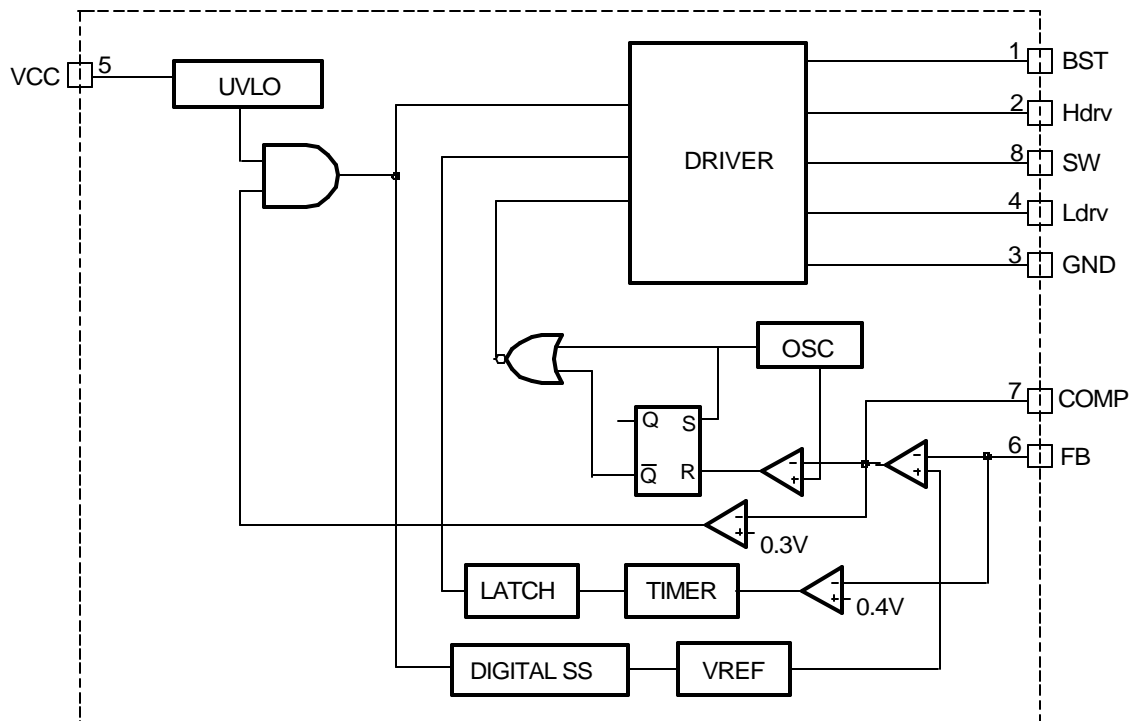 VCC
5
UVLO
DRIVER
1
BST
2
Hdrv
8
SW
4
Ldrv
3
GND
OSC
7
COMP
6
FB
Q
S
Q̅
R
-
+
-
+
-
+
0.3V
LATCH
TIMER
-
+
0.4V
DIGITAL SS
VREF